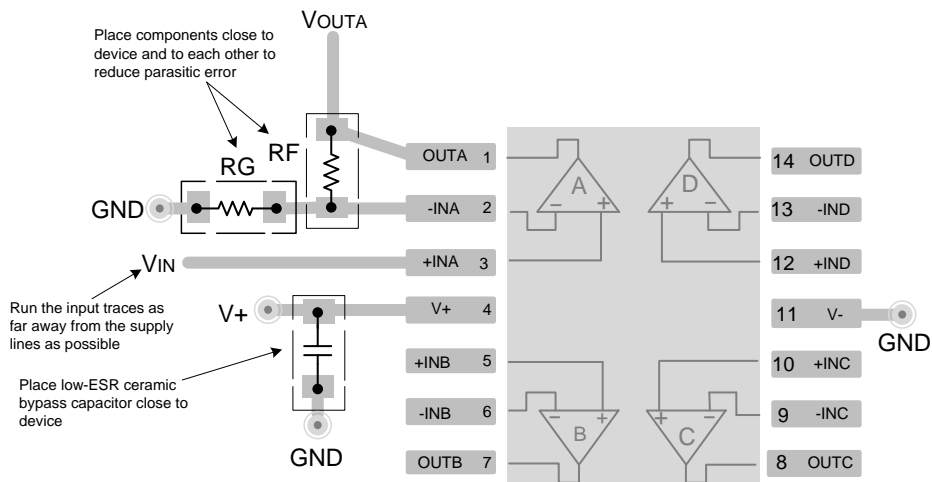 VOUTA
Place components close to
device and to each other to
reduce parasitic error
RF
RG
GND
VIN
Run the input traces as
far away from the supply
lines as possible
V+
Place low-ESR ceramic
bypass capacitor close to
device
GND
OUTA 1
-INA 2
+INA 3
V+ 4
+INB 5
-INB 6
OUTB 7
A
D
B
C
− +
+ −
+ −
− +
14 OUTD
13 -IND
12 +IND
11 V-
GND
10 +INC
9 -INC
8 OUTC